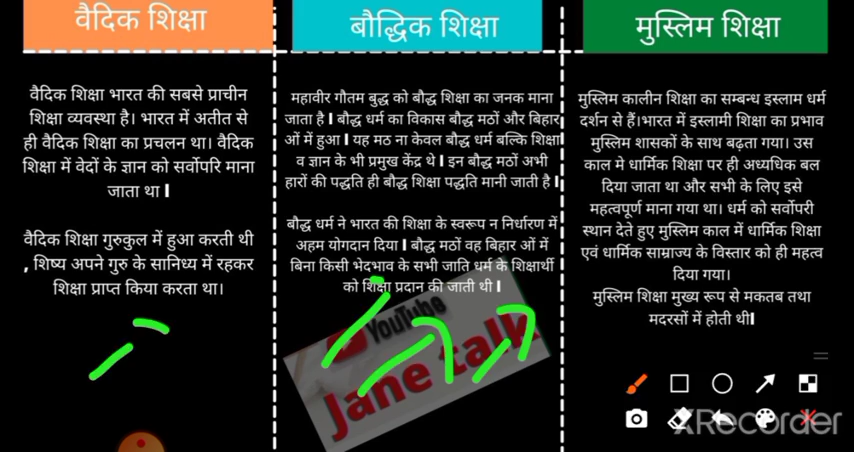 वैदिक शिक्षा
वैदिक शिक्षा भारत की सबसे प्राचीन
शिक्षा व्यवस्था है। भारत में अतीत से
ही वैदिक शिक्षा का प्रचलन था। वैदिक
शिक्षा में वेदों के ज्ञान को सर्वोपरि माना
जाता था l
वैदिक शिक्षा गुरुकुल में हुआ करती थी
, शिष्य अपने गुरु के सानिध्य में रहकर
शिक्षा प्राप्त किया करता था।
बौद्धिक शिक्षा
महावीर गौतम बुद्ध को बौद्ध शिक्षा का जनक माना
जाता है l बौद्ध धर्म का विकास बौद्ध मठों और बिहार
ओं में हुआ l यह मठ ना केवल बौद्ध धर्म बल्कि शिक्षा
व ज्ञान के भी प्रमुख केंद्र थे l इन बौद्ध मठों अभी
हारों की पद्धति ही बौद्ध शिक्षा पद्धति मानी जाती है l
बौद्ध धर्म ने भारत की शिक्षा के स्वरूप न निर्धारण में
अहम योगदान दिया l बौद्ध मठों वह बिहार ओं में
बिना किसी भेदभाव के सभी जाति धर्म के शिक्षार्थी
को शिक्षा प्रदान की जाती थी l
YouTube
Jane talk
मुस्लिम शिक्षा
मुस्लिम कालीन शिक्षा का सम्बन्ध इस्लाम धर्म
दर्शन से हैं।भारत में इस्लामी शिक्षा का प्रभाव
मुस्लिम शासकों के साथ बढ़ता गया। उस
काल मे धार्मिक शिक्षा पर ही अध्यधिक बल
दिया जाता था और सभी के लिए इसे
महत्वपूर्ण माना गया था। धर्म को सर्वोपरी
स्थान देते हुए मुस्लिम काल में धार्मिक शिक्षा
एवं धार्मिक साम्राज्य के विस्तार को ही महत्व
दिया गया।
मुस्लिम शिक्षा मुख्य रूप से मकतब तथा
मदरसों में होती थीl
XRecorder